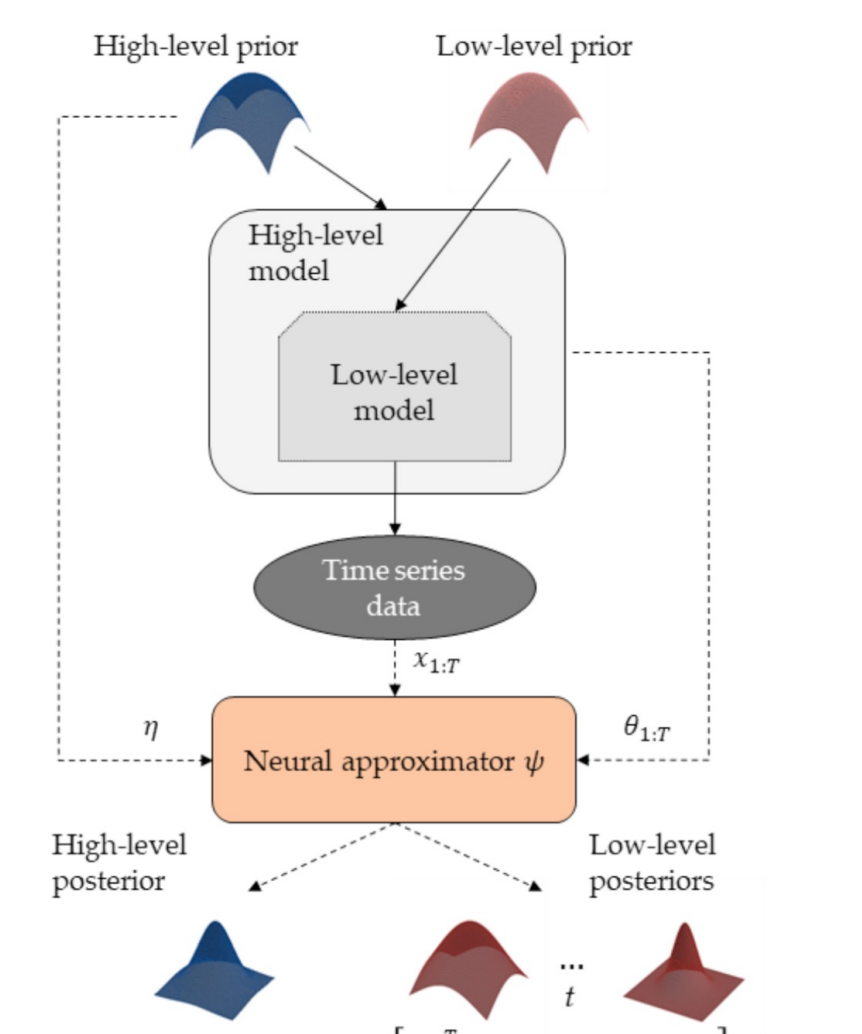 High-level prior
Low-level prior
High-level
model
Low-level
model
Time series
data
x₁:T
η
θ₁:T
Neural approximator ψ
High-level
posterior
Low-level
posteriors
...
t